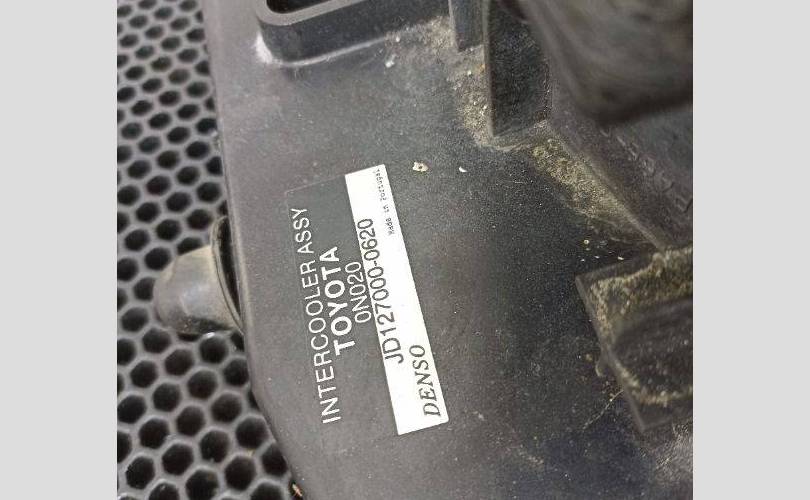 INTERCOOLER ASSY
TOYOTA
0N020
JD127000-0620
Made in Portugal
DENSO